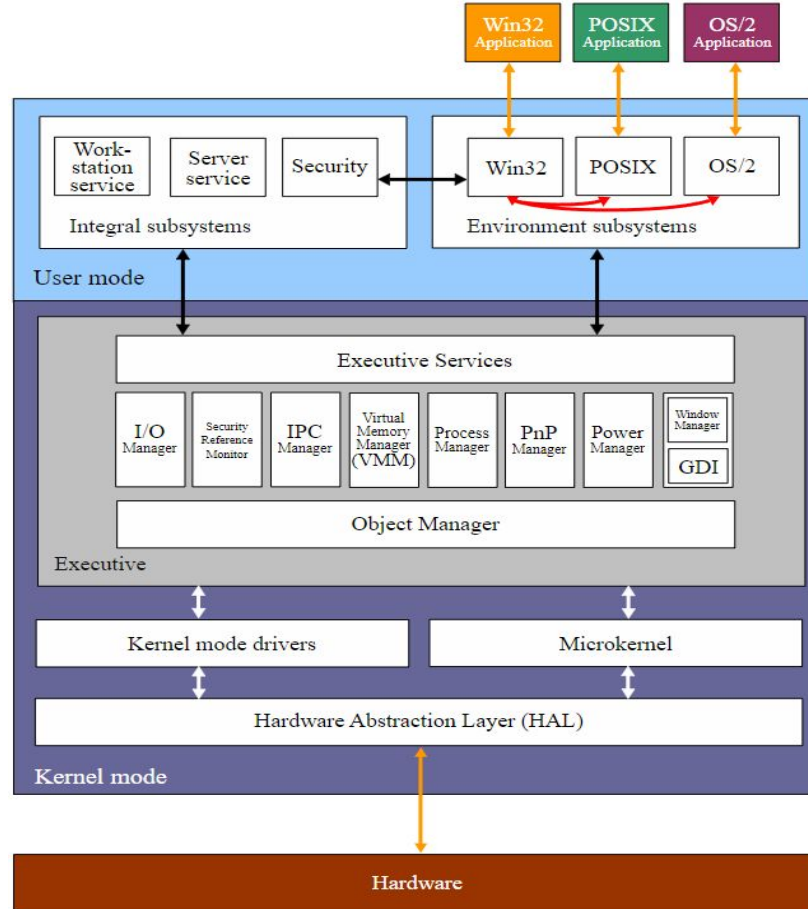 Win32
Application
POSIX
Application
OS/2
Application
Work-
station
service
Server
service
Security
Integral subsystems
Win32
POSIX
OS/2
Environment subsystems
User mode
Executive Services
I/O
Manager
Security
Reference
Monitor
IPC
Manager
Virtual
Memory
Manager
(VMM)
Process
Manager
PnP
Manager
Power
Manager
Window
Manager
GDI
Object Manager
Executive
Kernel mode drivers
Microkernel
Hardware Abstraction Layer (HAL)
Kernel mode
Hardware